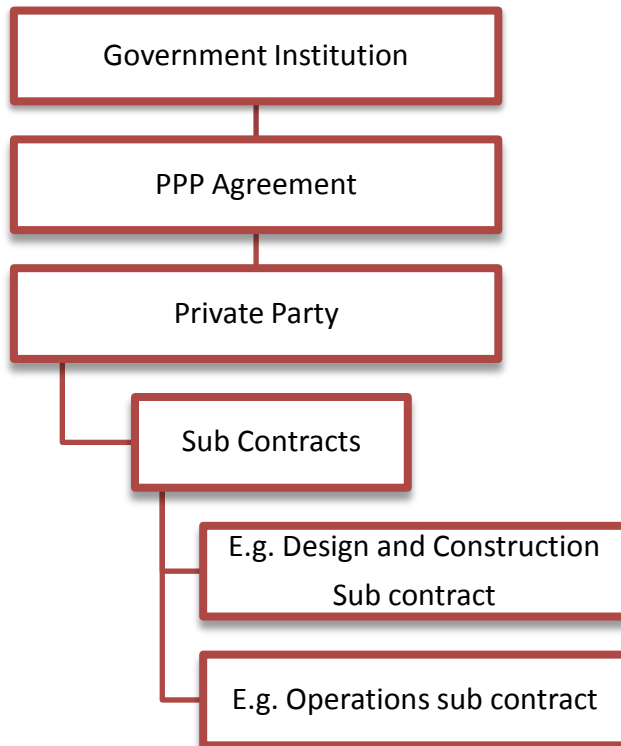 Government Institution
PPP Agreement
Private Party
Sub Contracts
E.g. Design and Construction
Sub contract
E.g. Operations sub contract